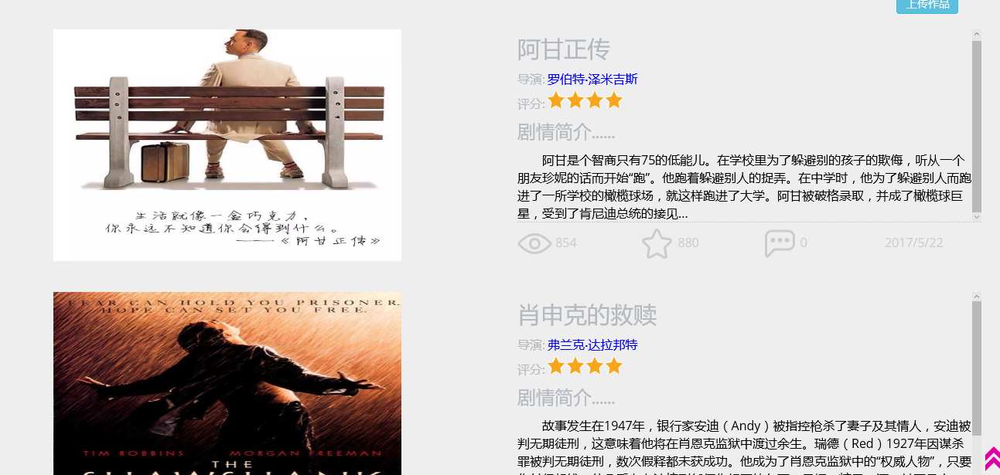 上传作品
生活就像一盒巧克力，
你永远不知道你会得到什么。
——《阿甘正传》
阿甘正传
导演: 罗伯特·泽米吉斯
评分:
剧情简介......
阿甘是个智商只有75的低能儿。在学校里为了躲避别的孩子的欺侮，听从一个
朋友珍妮的话而开始“跑”。他跑着躲避别人的捉弄。在中学时，他为了躲避别人而跑
进了一所学校的橄榄球场，就这样跑进了大学。阿甘被破格录取，并成了橄榄球巨
星，受到了肯尼迪总统的接见...
854 880 0 2017/5/22
FEAR CAN HOLD YOU PRISONER.
HOPE CAN SET YOU FREE.
TIM ROBBINS MORGAN FREEMAN
THE
肖申克的救赎
导演: 弗兰克·达拉邦特
评分:
剧情简介......
故事发生在1947年，银行家安迪（Andy）被指控枪杀了妻子及其情人，安迪被
判无期徒刑，这意味着他将在肖恩克监狱中渡过余生。瑞德（Red）1927年因谋杀
罪被判无期徒刑，数次假释都未获成功。他成为了肖恩克监狱中的“权威人物”，只要